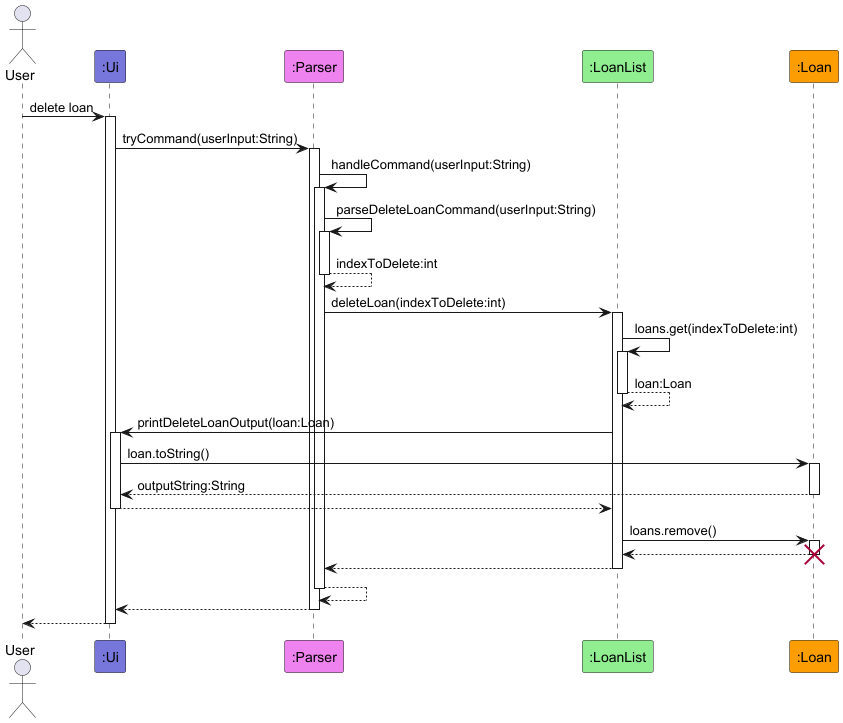 User
:Ui
:Parser
:LoanList
:Loan
delete loan
tryCommand(userInput:String)
handleCommand(userInput:String)
parseDeleteLoanCommand(userInput:String)
indexToDelete:int
deleteLoan(indexToDelete:int)
loans.get(indexToDelete:int)
loan:Loan
printDeleteLoanOutput(loan:Loan)
loan.toString()
outputString:String
loans.remove()
User
:Ui
:Parser
:LoanList
:Loan